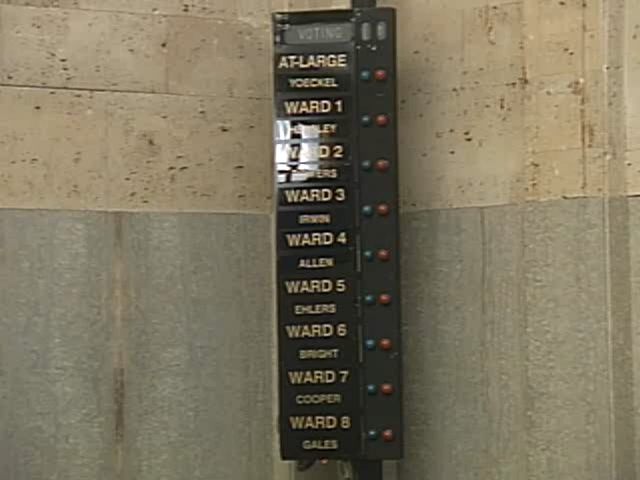 VOTING
AT-LARGE
YOECKEL
WARD 1
WARD 2
WARD 3
IRWIN
WARD 4
ALLEN
WARD 5
EHLERS
WARD 6
BRIGHT
WARD 7
COOPER
WARD 8
GALES